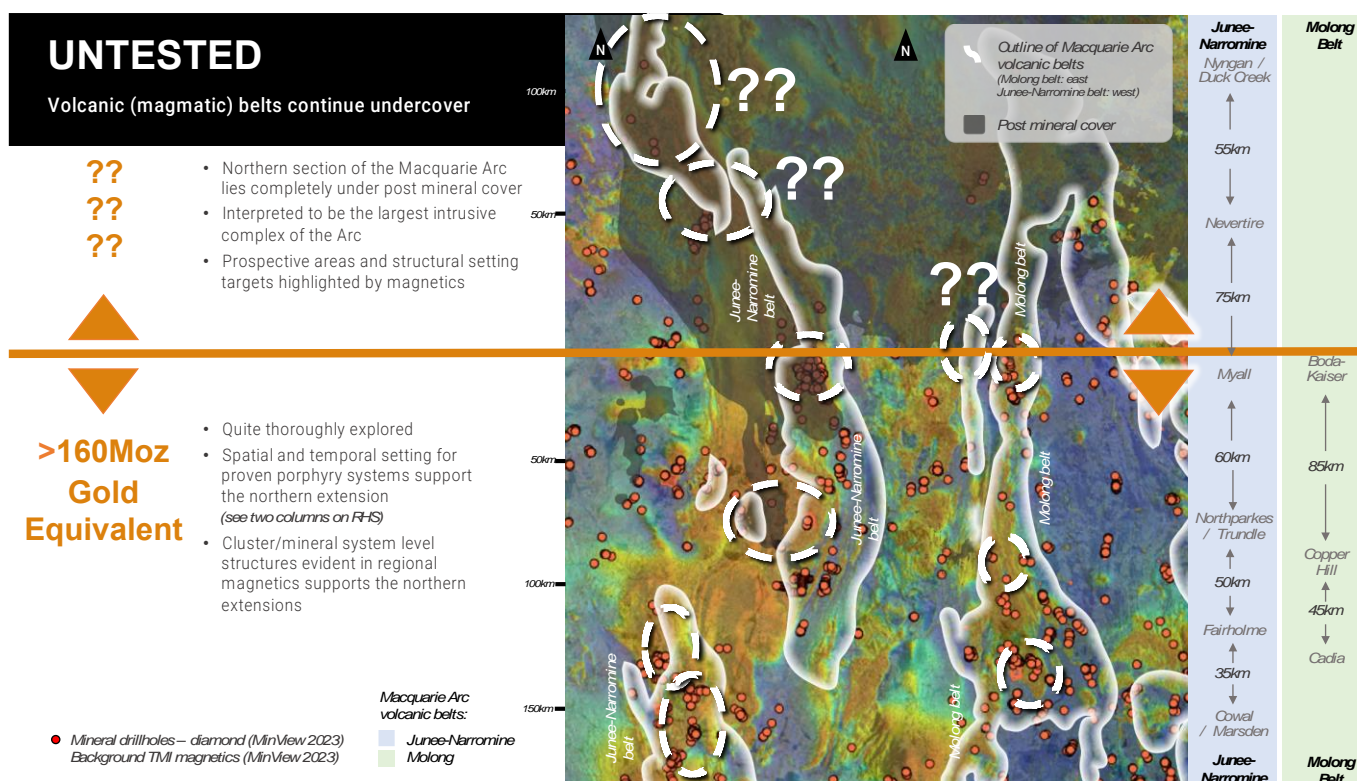 UNTESTED
Volcanic (magmatic) belts continue undercover
??
??
??
• Northern section of the Macquarie Arc
lies completely under post mineral cover
• Interpreted to be the largest intrusive
complex of the Arc
• Prospective areas and structural setting
targets highlighted by magnetics
>160Moz
Gold
Equivalent
• Quite thoroughly explored
• Spatial and temporal setting for
proven porphyry systems support
the northern extension
(see two columns on RHS)
• Cluster/mineral system level
structures evident in regional
magnetics supports the northern
extensions
Mineral drillholes – diamond (MinView 2023)
Background TMI magnetics (MinView 2023)
Macquarie Arc
volcanic belts:
Junee-Narromine
Molong
100km
50km
50km
100km
150km
N
N
??
??
??
Outline of Macquarie Arc
volcanic belts
(Molong belt: east
Junee-Narromine belt: west)
Post mineral cover
Junee-
Narromine
belt
Molong belt
Junee-Narromine
belt
Molong belt
Junee-Narromine
belt
Molong belt
Junee-
Narromine
Nyngan /
Duck Creek
55km
Nevertire
75km
Myall
60km
Northparkes
/ Trundle
50km
Fairholme
35km
Cowal
/ Marsden
Junee-
Narromine
Molong
Belt
Boda-
Kaiser
85km
Copper
Hill
45km
Cadia
Molong
Belt